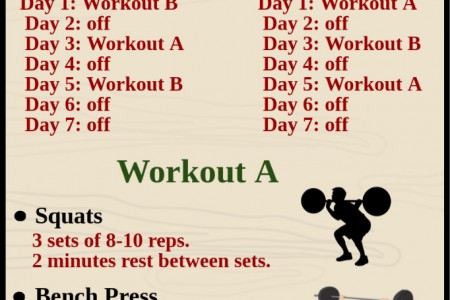 Day 1: Workout B
Day 2: off
Day 3: Workout A
Day 4: off
Day 5: Workout B
Day 6: off
Day 7: off
Day 1: Workout A
Day 2: off
Day 3: Workout B
Day 4: off
Day 5: Workout A
Day 6: off
Day 7: off
Workout A
• Squats
3 sets of 8-10 reps.
2 minutes rest between sets.
• Bench Press